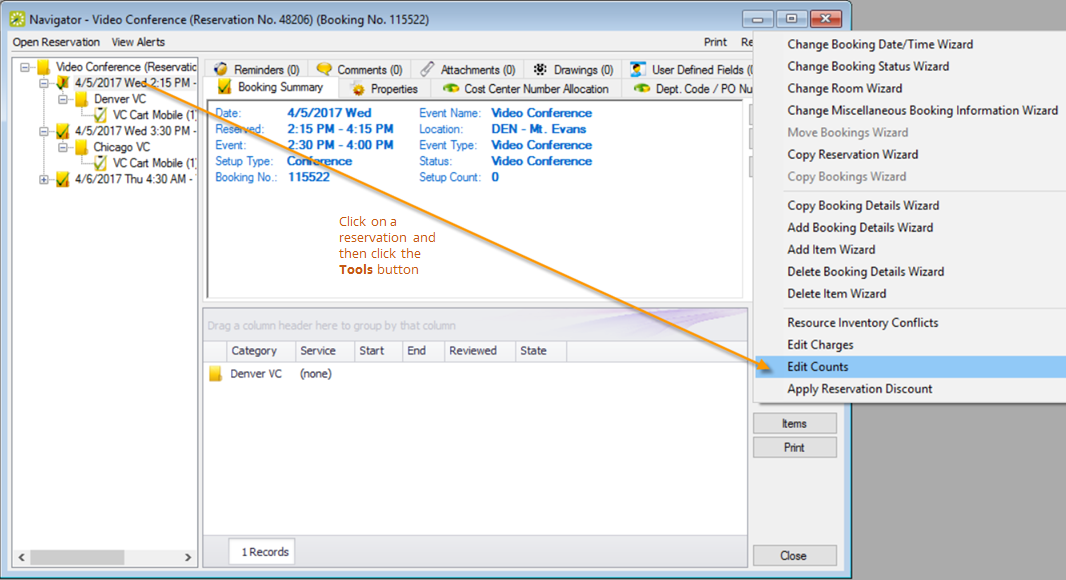 Navigator - Video Conference (Reservation No. 48206) (Booking No. 115522)
Open Reservation View Alerts Print Re
Video Conference (Reservatic
4/5/2017 Wed 2:15 PM -
Denver VC
VC Cart Mobile (1)
4/5/2017 Wed 3:30 PM -
Chicago VC
VC Cart Mobile (1)
4/6/2017 Thu 4:30 AM -
Reminders (0) Comments (0) Attachments (0) Drawings (0) User Defined Fields (
Booking Summary Properties Cost Center Number Allocation Dept. Code / PO Nu
Date: 4/5/2017 Wed Event Name: Video Conference
Reserved: 2:15 PM - 4:15 PM Location: DEN - Mt. Evans
Event: 2:30 PM - 4:00 PM Event Type: Video Conference
Setup Type: Conference Status: Video Conference
Booking No.: 115522 Setup Count: 0
Click on a
reservation and
then click the
Tools button
Drag a column header here to group by that column
Category Service Start End Reviewed State
Denver VC (none)
1 Records
Change Booking Date/Time Wizard
Change Booking Status Wizard
Change Room Wizard
Change Miscellaneous Booking Information Wizard
Move Bookings Wizard
Copy Reservation Wizard
Copy Bookings Wizard
Copy Booking Details Wizard
Add Booking Details Wizard
Add Item Wizard
Delete Booking Details Wizard
Delete Item Wizard
Resource Inventory Conflicts
Edit Charges
Edit Counts
Apply Reservation Discount
Items
Print
Close